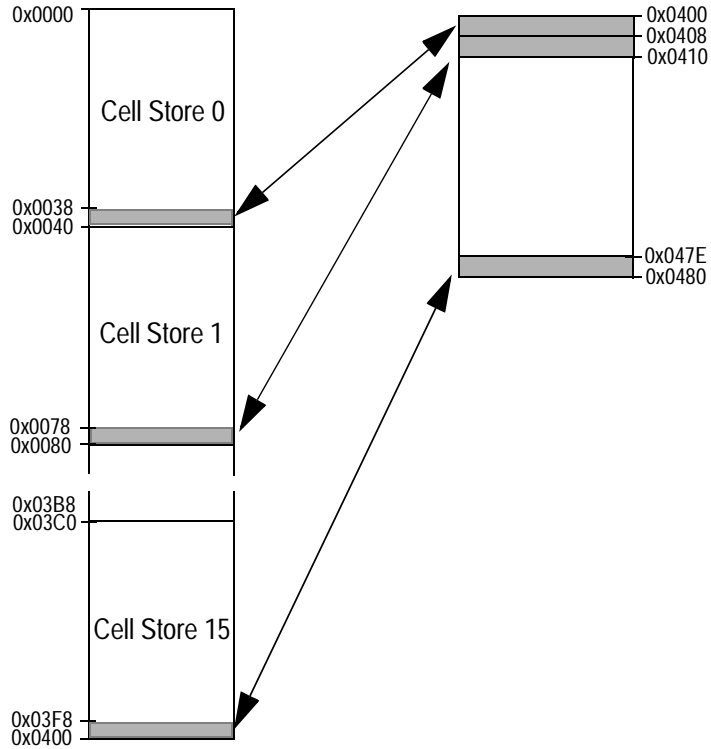 0x0000
Cell Store 0
0x0038
0x0040
Cell Store 1
0x0078
0x0080
0x03B8
0x03C0
Cell Store 15
0x03F8
0x0400
0x0400
0x0408
0x0410
0x047E
0x0480